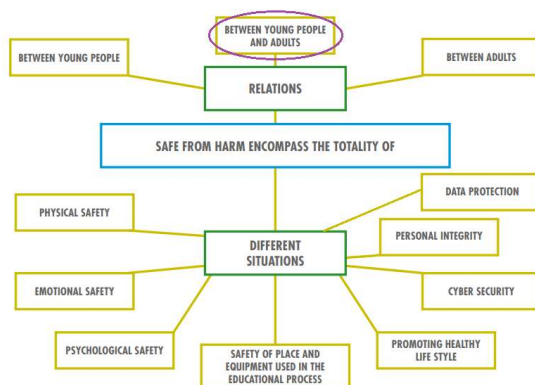 BETWEEN YOUNG PEOPLE
AND ADULTS
BETWEEN YOUNG PEOPLE
BETWEEN ADULTS
RELATIONS
SAFE FROM HARM ENCOMPASS THE TOTALITY OF
DATA PROTECTION
PHYSICAL SAFETY
PERSONAL INTEGRITY
DIFFERENT
SITUATIONS
EMOTIONAL SAFETY
CYBER SECURITY
PSYCHOLOGICAL SAFETY
SAFETY OF PLACE AND
EQUIPMENT USED IN THE
EDUCATIONAL PROCESS
PROMOTING HEALTHY
LIFE STYLE